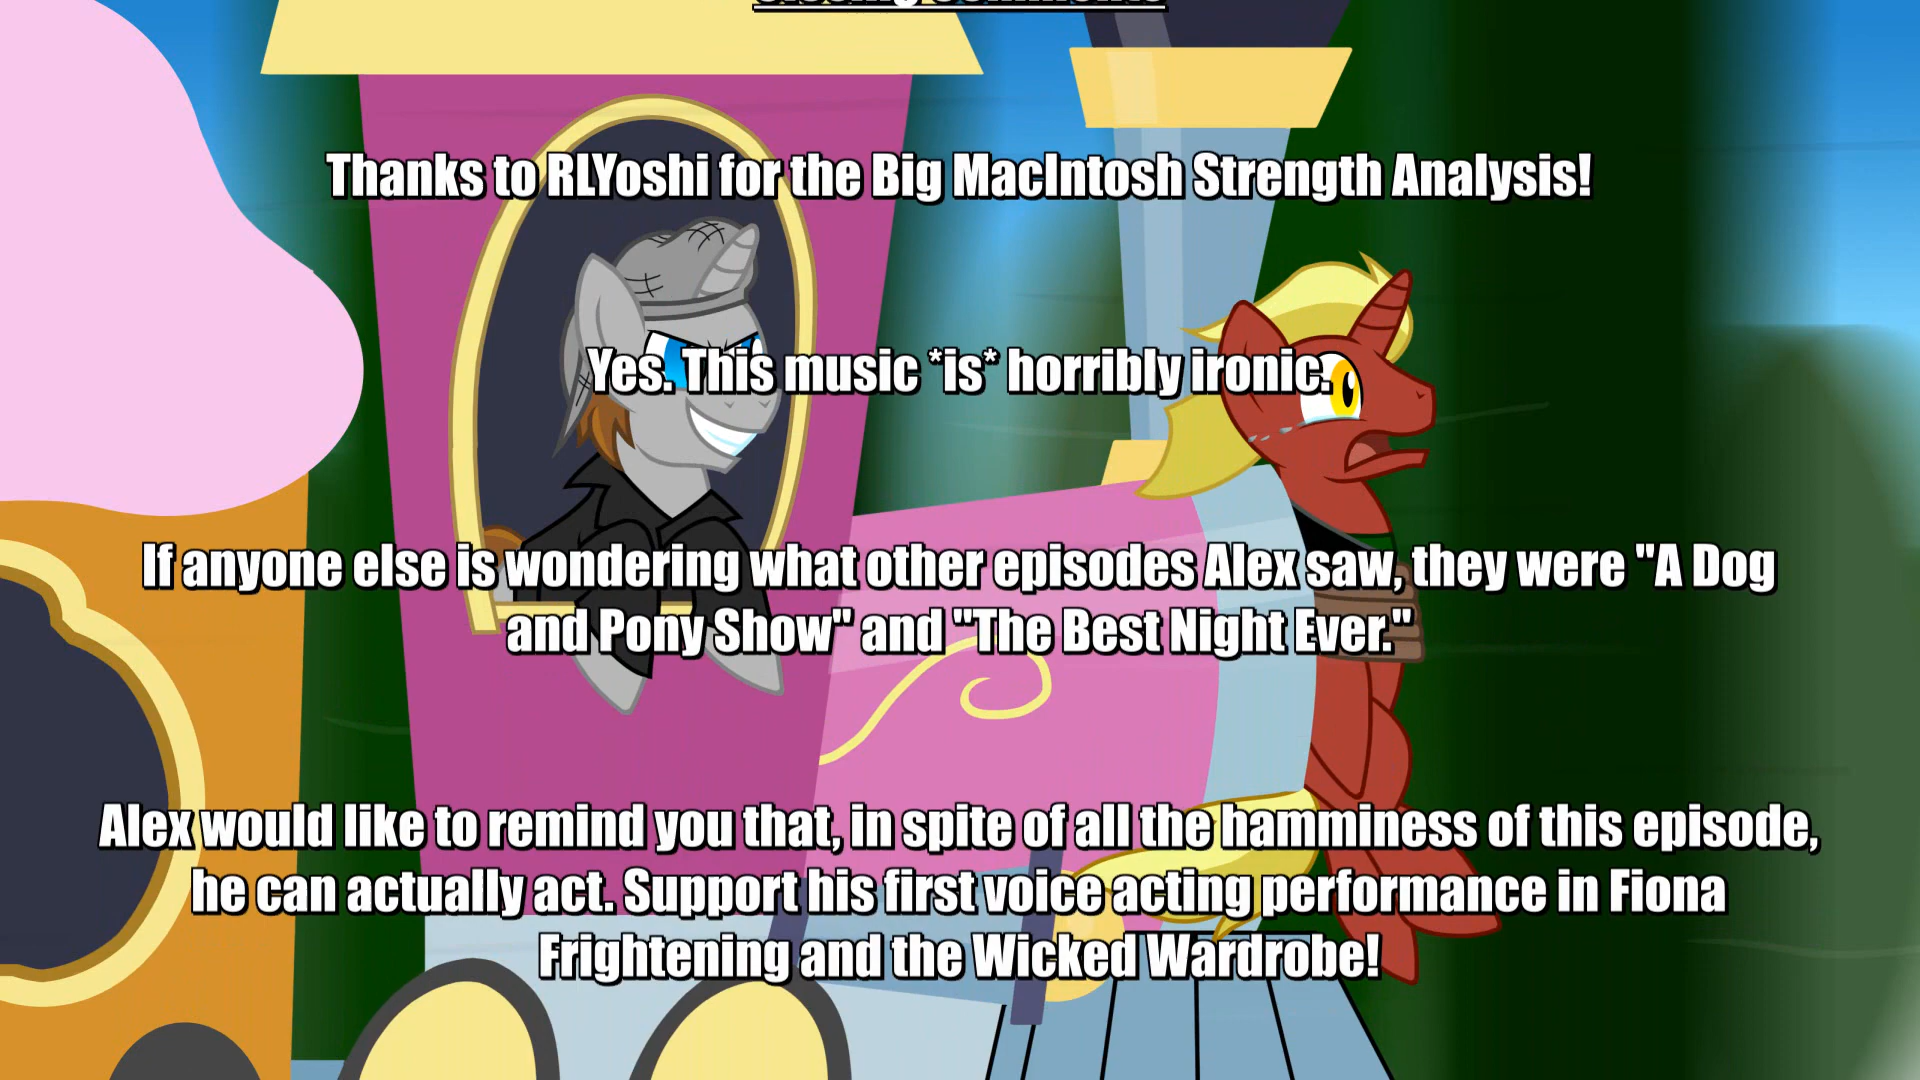 Closing Comments
Thanks to RLYoshi for the Big MacIntosh Strength Analysis!
Yes. This music *is* horribly ironic.
If anyone else is wondering what other episodes Alex saw, they were "A Dog
and Pony Show" and "The Best Night Ever."
Alex would like to remind you that, in spite of all the hamminess of this episode,
he can actually act. Support his first voice acting performance in Fiona
Frightening and the Wicked Wardrobe!